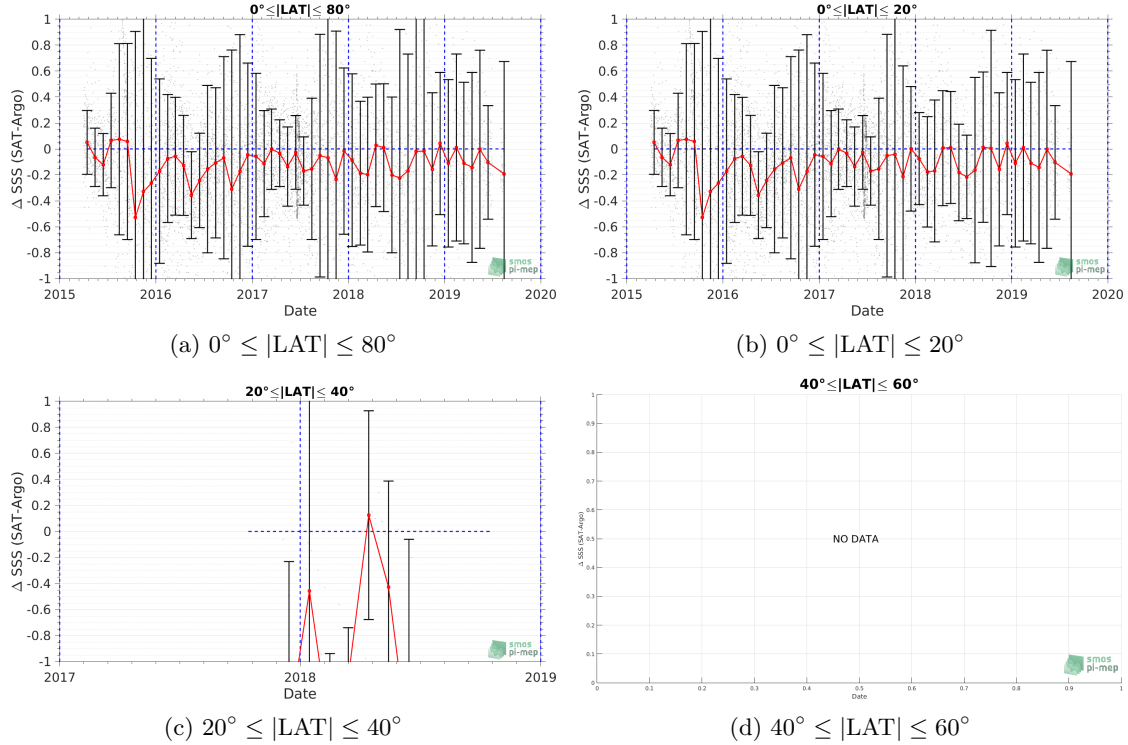 0°≤|LAT|≤ 80°
Δ SSS (SAT-Argo)
1
0.8
0.6
0.4
0.2
0
-0.2
-0.4
-0.6
-0.8
-1
2015
2016
2017
2018
2019
2020
Date
smos
pi-mep
(a) 0° ≤ |LAT| ≤ 80°
0°≤|LAT|≤ 20°
Δ SSS (SAT-Argo)
1
0.8
0.6
0.4
0.2
0
-0.2
-0.4
-0.6
-0.8
-1
2015
2016
2017
2018
2019
2020
Date
smos
pi-mep
(b) 0° ≤ |LAT| ≤ 20°
20°≤|LAT|≤ 40°
Δ SSS (SAT-Argo)
1
0.8
0.6
0.4
0.2
0
-0.2
-0.4
-0.6
-0.8
-1
2017
2018
2019
Date
smos
pi-mep
(c) 20° ≤ |LAT| ≤ 40°
40°≤|LAT|≤ 60°
Δ SSS (SAT-Argo)
1
0.9
0.8
0.7
0.6
0.5
0.4
0.3
0.2
0.1
0
NO DATA
0
0.1
0.2
0.3
0.4
0.5
0.6
0.7
0.8
0.9
1
Date
smos
pi-mep
(d) 40° ≤ |LAT| ≤ 60°